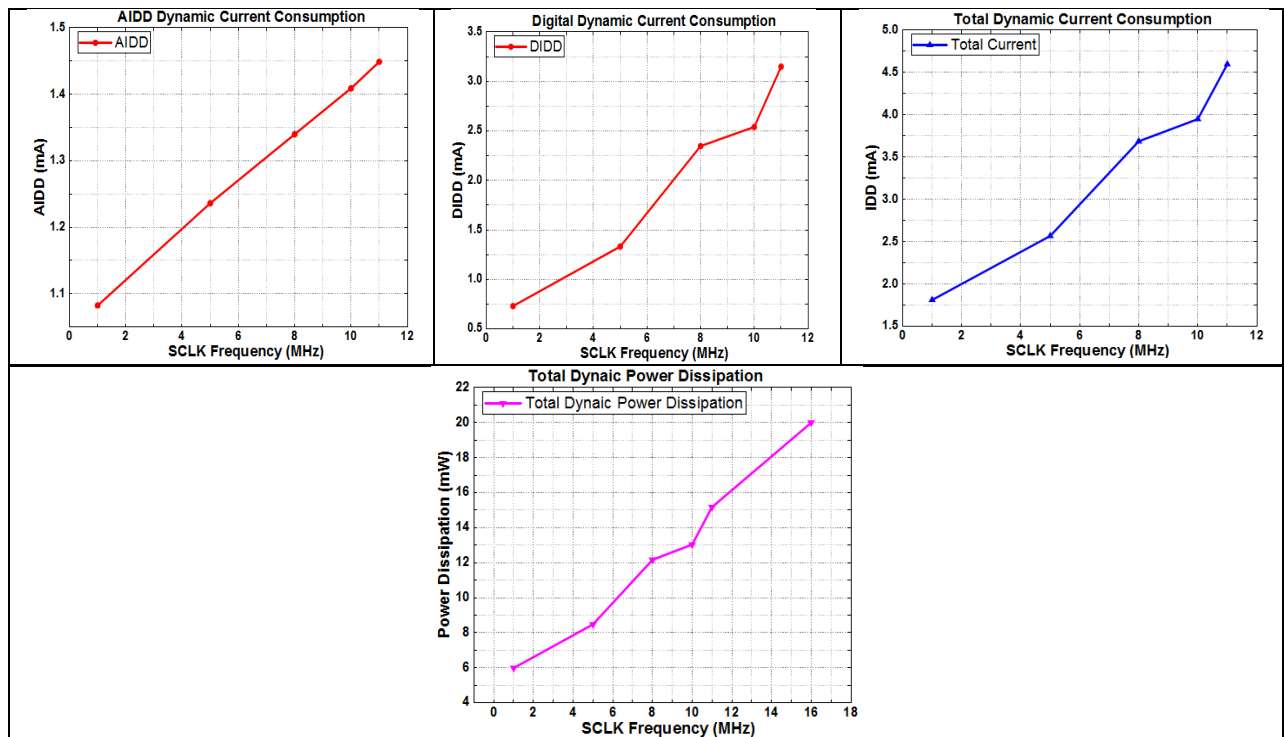 AIDD Dynamic Current Consumption
1.5
AIDD
1.4
1.3
1.2
1.1
AIDD (mA)
0 2 4 6 8 10 12
SCLK Frequency (MHz)
Digital Dynamic Current Consumption
3.5
DIDD
3.0
2.5
2.0
1.5
1.0
0.5
DIDD (mA)
0 2 4 6 8 10 12
SCLK Frequency (MHz)
Total Dynamic Current Consumption
5.0
Total Current
4.5
4.0
3.5
3.0
2.5
2.0
1.5
IDD (mA)
0 2 4 6 8 10 12
SCLK Frequency (MHz)
Total Dynaic Power Dissipation
22
Total Dynaic Power Dissipation
20
18
16
14
12
10
8
6
4
Power Dissipation (mW)
0 2 4 6 8 10 12 14 16 18
SCLK Frequency (MHz)